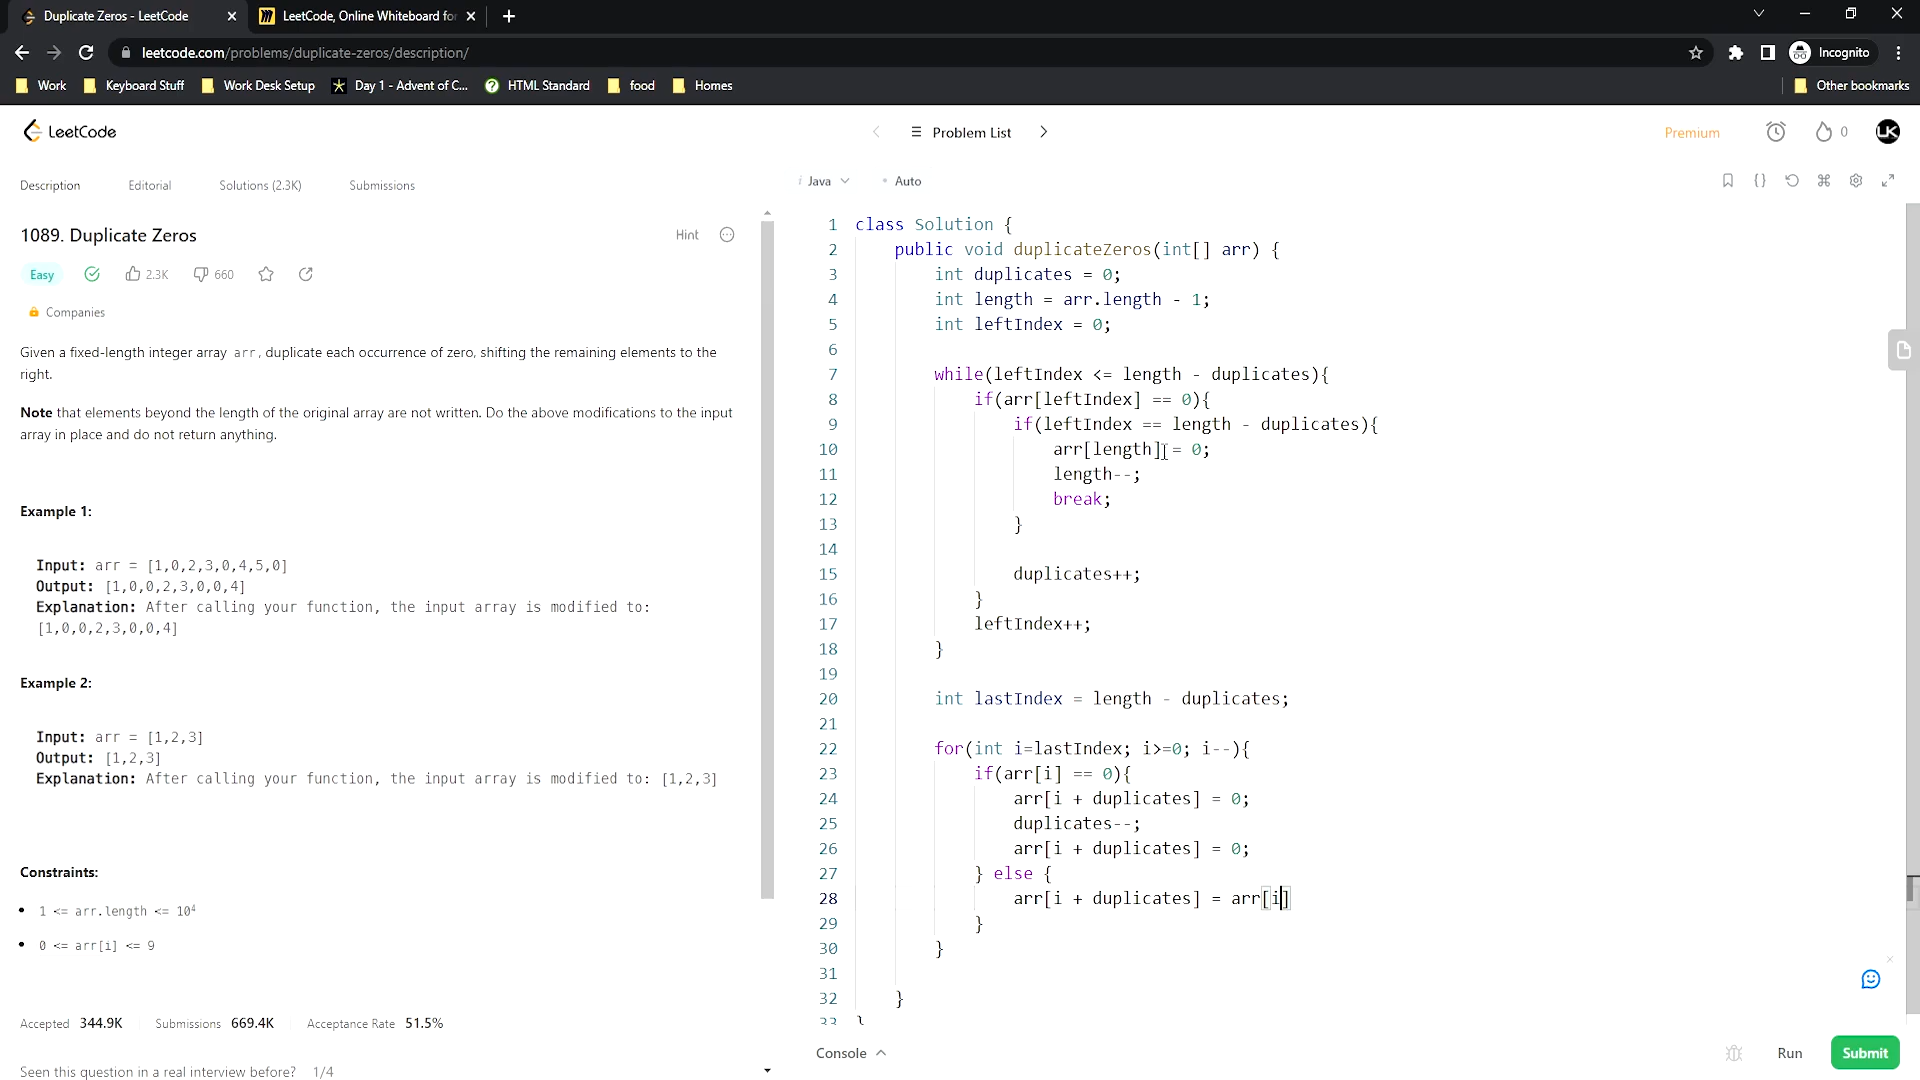 Duplicate Zeros - LeetCode
LeetCode, Online Whiteboard for
leetcode.com/problems/duplicate-zeros/description/
Incognito
Work
Keyboard Stuff
Work Desk Setup
Day 1 - Advent of C...
HTML Standard
food
Homes
Other bookmarks
LeetCode
Problem List
Premium
0
LK
Description
Editorial
Solutions (2.3K)
Submissions
i Java
Auto
1089. Duplicate Zeros
Hint
Easy
2.3K
660
Companies
Given a fixed-length integer array arr, duplicate each occurrence of zero, shifting the remaining elements to the
right.
Note that elements beyond the length of the original array are not written. Do the above modifications to the input
array in place and do not return anything.
Example 1:
Input: arr = [1,0,2,3,0,4,5,0]
Output: [1,0,0,2,3,0,0,4]
Explanation: After calling your function, the input array is modified to:
[1,0,0,2,3,0,0,4]
Example 2:
Input: arr = [1,2,3]
Output: [1,2,3]
Explanation: After calling your function, the input array is modified to: [1,2,3]
Constraints:
1 <= arr.length <= 10⁴
0 <= arr[i] <= 9
Accepted 344.9K
Submissions 669.4K
Acceptance Rate 51.5%
Seen this question in a real interview before? 1/4
1 class Solution {
2 public void duplicateZeros(int[] arr) {
3 int duplicates = 0;
4 int length = arr.length - 1;
5 int leftIndex = 0;
6
7 while(leftIndex <= length - duplicates){
8 if(arr[leftIndex] == 0){
9 if(leftIndex == length - duplicates){
10 arr[length] = 0;
11 length--;
12 break;
13 }
14
15 duplicates++;
16 }
17 leftIndex++;
18 }
19
20 int lastIndex = length - duplicates;
21
22 for(int i=lastIndex; i>=0; i--){
23 if(arr[i] == 0){
24 arr[i + duplicates] = 0;
25 duplicates--;
26 arr[i + duplicates] = 0;
27 } else {
28 arr[i + duplicates] = arr[i]
29 }
30 }
31
32 }
33 }
Console
Run
Submit